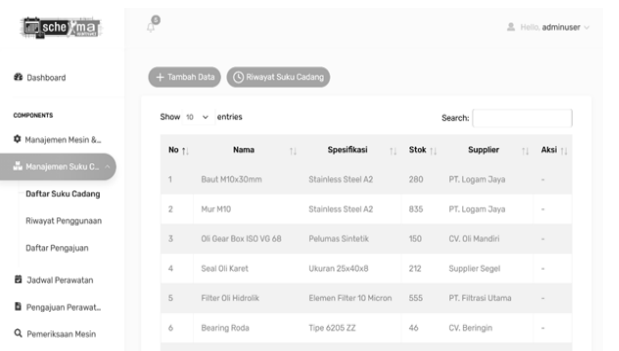 scheyma
0
Hello, adminuser
Dashboard
+ Tambah Data
Riwayat Suku Cadang
COMPONENTS
Show 10 entries
Search:
Manajemen Mesin &...
No Nama Spesifikasi Stok Supplier Aksi
Manajemen Suku C...
1 Baut M10x30mm Stainless Steel A2 280 PT. Logam Jaya -
Daftar Suku Cadang
2 Mur M10 Stainless Steel A2 835 PT. Logam Jaya -
Riwayat Penggunaan
3 Oli Gear Box ISO VG 68 Pelumas Sintetik 150 CV. Oli Mandiri -
Daftar Pengajuan
4 Seal Oli Karet Ukuran 25x40x8 212 Supplier Segel -
Jadwal Perawatan
5 Filter Oli Hidrolik Elemen Filter 10 Micron 555 PT. Filtrasi Utama -
Pengajuan Perawat...
6 Bearing Roda Tipe 6205 ZZ 46 CV. Beringin -
Pemeriksaan Mesin